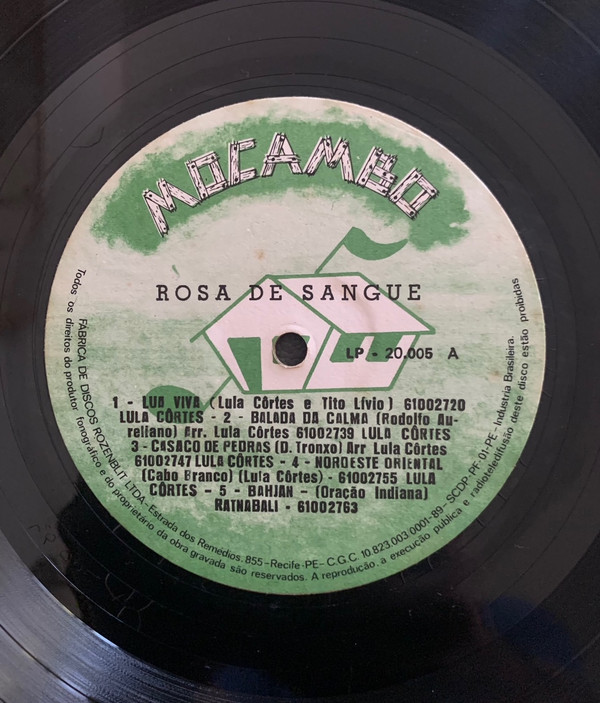 MOCAMBO
ROSA DE SANGUE
LP - 20.005 A
1 - LUA VIVA (Lula Côrtes e Tito Lívio) 61002720
LULA CÔRTES - 2 - BALADA DA CALMA (Rodolfo Au-
reliano) Arr. Lula Côrtes 61002739 LULA CÔRTES
3 - CASACO DE PEDRAS (D. Tronxo) Arr Lula Côrtes
61002747 LULA CÔRTES - 4 - NOROESTE ORIENTAL
(Cabo Branco) (Lula Côrtes) - 61002755 LULA
CÔRTES - 5 - BAHJAN - (Oração Indiana)
RATNABALI - 61002763
FÁBRICA DE DISCOS ROZENBLIT LTDA - Estrada dos Remédios, 855 - Recife - PE - C.G.C. 10 823 003 0001-89 - SCDP-PF-01-PE - Industria Brasileira.
Todos os direitos do produtor fonográfico e do proprietário da obra gravada são reservados. A reprodução, a execução pública e radioteledifusão deste disco estão proibidas